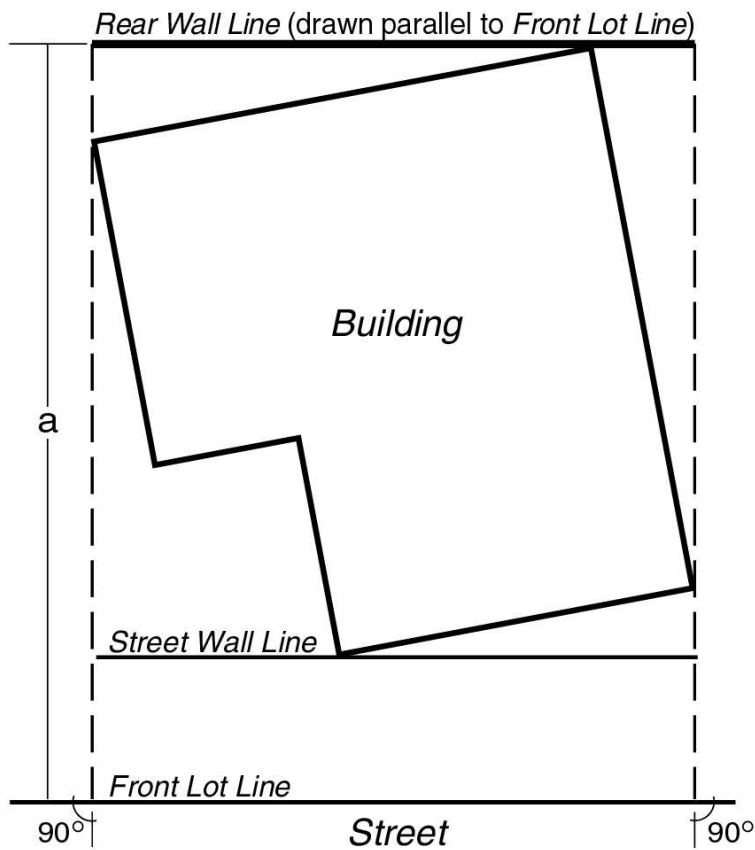 Rear Wall Line (drawn parallel to Front Lot Line)
Building
a
Street Wall Line
Front Lot Line
90° Street 90°